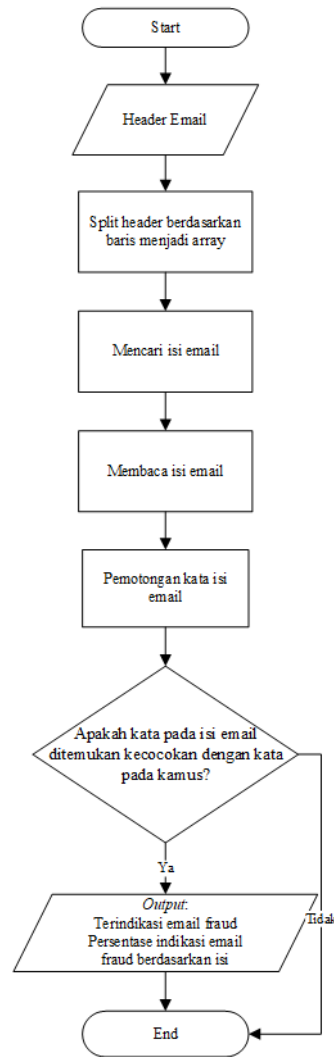 Start
Header Email
Split header berdasarkan
baris menjadi array
Mencari isi email
Membaca isi email
Pemotongan kata isi
email
Apakah kata pada isi email
ditemukan kecocokan dengan kata
pada kamus?
Ya
Output:
Terindikasi email fraud
Persentase indikasi email
fraud berdasarkan isi
Tidak
End